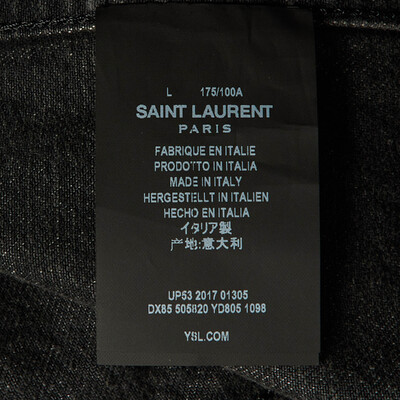 L 175/100A
SAINT LAURENT
PARIS
FABRIQUE EN ITALIE
PRODOTTO IN ITALIA
MADE IN ITALY
HERGESTELLT IN ITALIEN
HECHO EN ITALIA
イタリア製
产地:意大利
UP53 2017 01305
DX85 505820 YD805 1098
YSL.COM